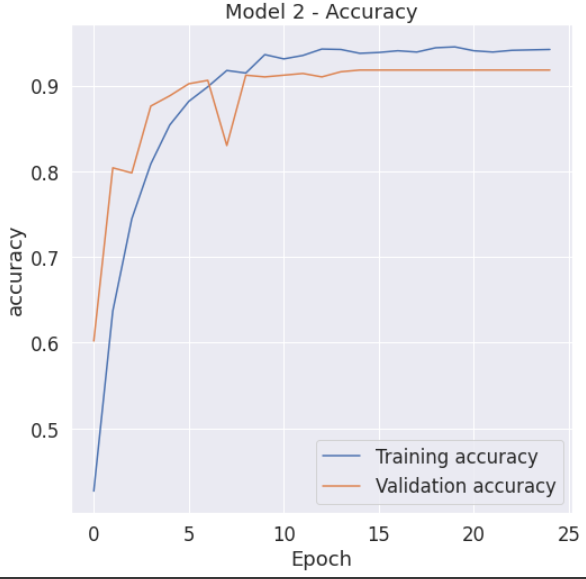 Model 2 - Accuracy
accuracy
0.9
0.8
0.7
0.6
0.5
Training accuracy
Validation accuracy
0 5 10 15 20 25
Epoch